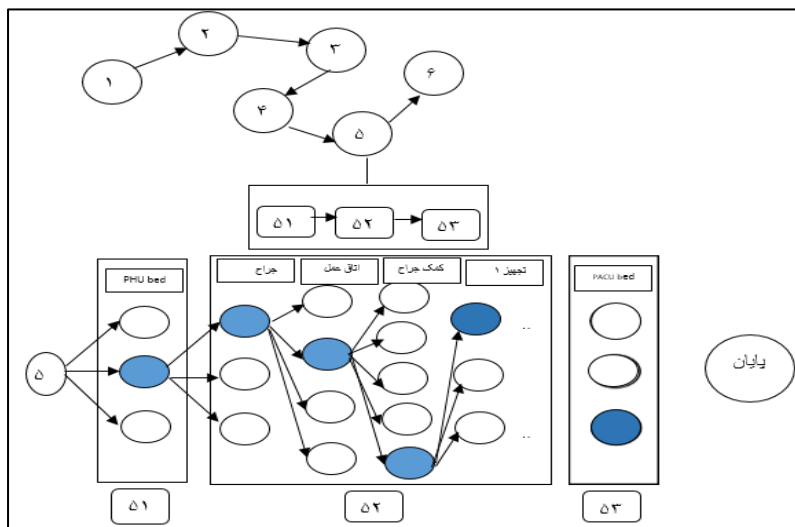 ۱
۲
۳
۴
۵
۶
۵۱
۵۲
۵۳
PHU bed
جراح
اتاق عمل
کمک جراح
تجهیز ۱
PACU bed
۵
..
..
پایان
۵۱
۵۲
۵۳